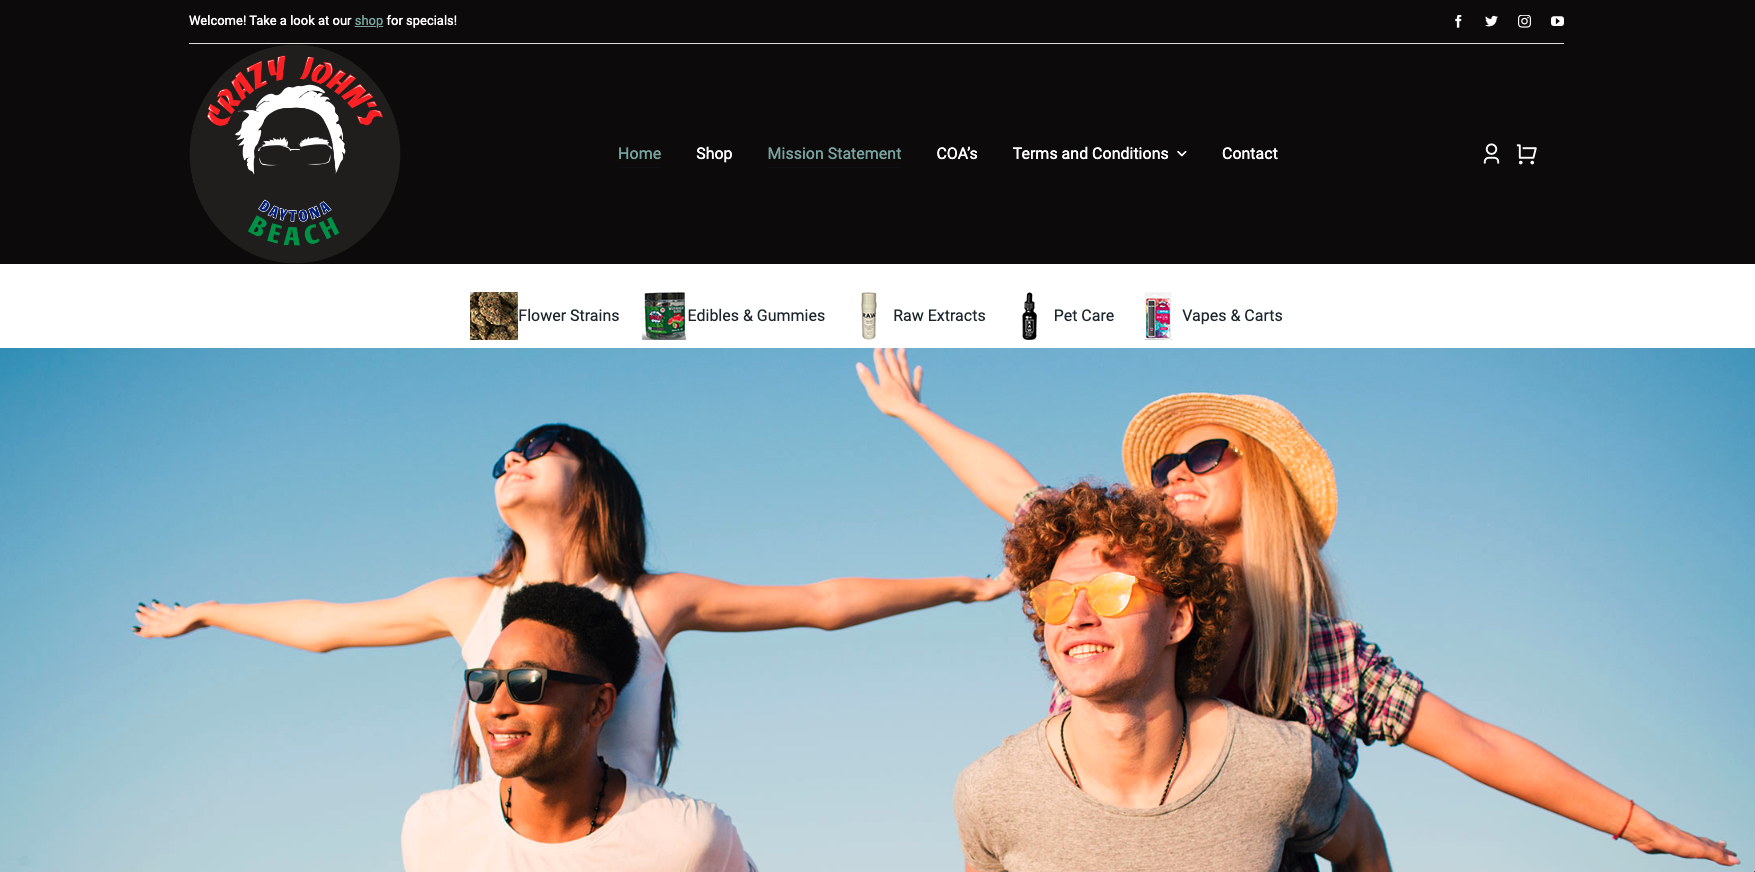 Welcome! Take a look at our shop for specials!
CRAZY JOHN'S
DAYTONA
BEACH
Home
Shop
Mission Statement
COA's
Terms and Conditions
Contact
Flower Strains
Edibles & Gummies
RAW
Raw Extracts
Pet Care
Vapes & Carts